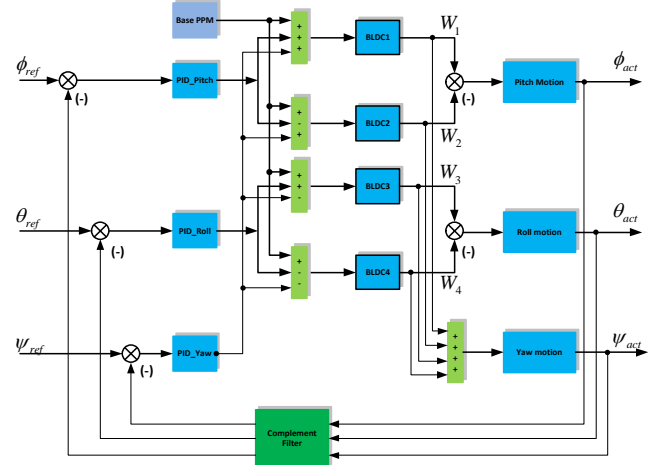 Base PPM
+
+
+
BLDC1
W1
ϕref
(-)
PID_Pitch
(-)
Pitch Motion
ϕact
+
-
+
BLDC2
W2
+
+
-
BLDC3
W3
θref
(-)
PID_Roll
(-)
Roll motion
θact
+
-
-
BLDC4
W4
ψref
(-)
PID_Yaw
+
+
+
+
Yaw motion
ψact
Complement
Filter